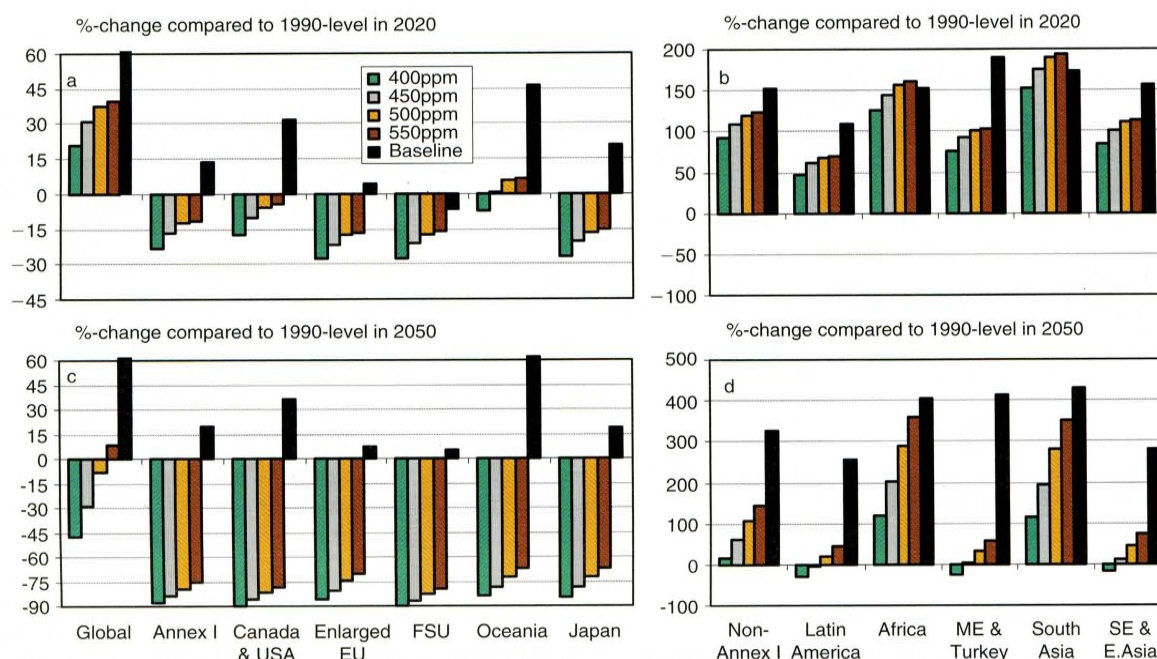 %-change compared to 1990-level in 2020
60
45
30
15
0
−15
−30
−45
a
400ppm
450ppm
500ppm
550ppm
Baseline
%-change compared to 1990-level in 2020
200
150
100
50
0
−50
−100
b
%-change compared to 1990-level in 2050
60
45
30
15
0
-15
-30
-45
-60
-75
-90
c
Global
Annex I
Canada
& USA
Enlarged
EU
FSU
Oceania
Japan
%-change compared to 1990-level in 2050
500
400
300
200
100
0
-100
d
Non-
Annex I
Latin
America
Africa
ME &
Turkey
South
Asia
SE &
E.Asia